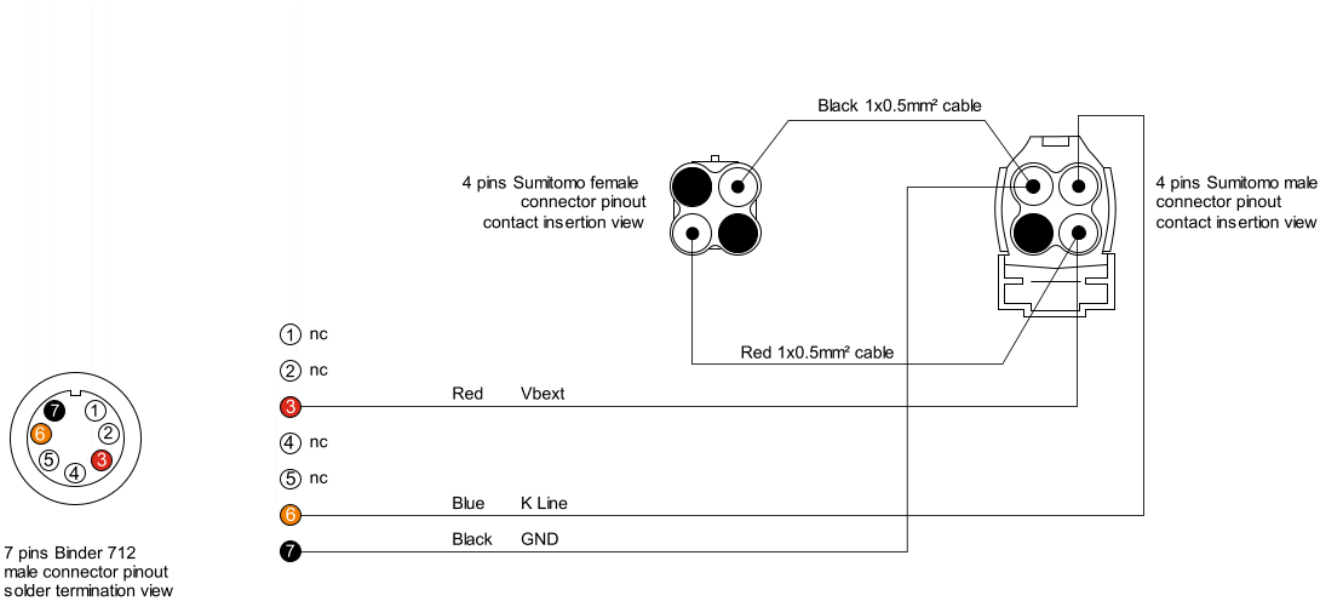 Black 1x0.5mm² cable
4 pins Sumitomo female
connector pinout
contact insertion view
4 pins Sumitomo male
connector pinout
contact insertion view
1 nc
2 nc
Red 1x0.5mm² cable
3 Red Vbext
4 nc
5 nc
6 Blue K Line
7 Black GND
7 1
6 2
5 4 3
7 pins Binder 712
male connector pinout
solder termination view